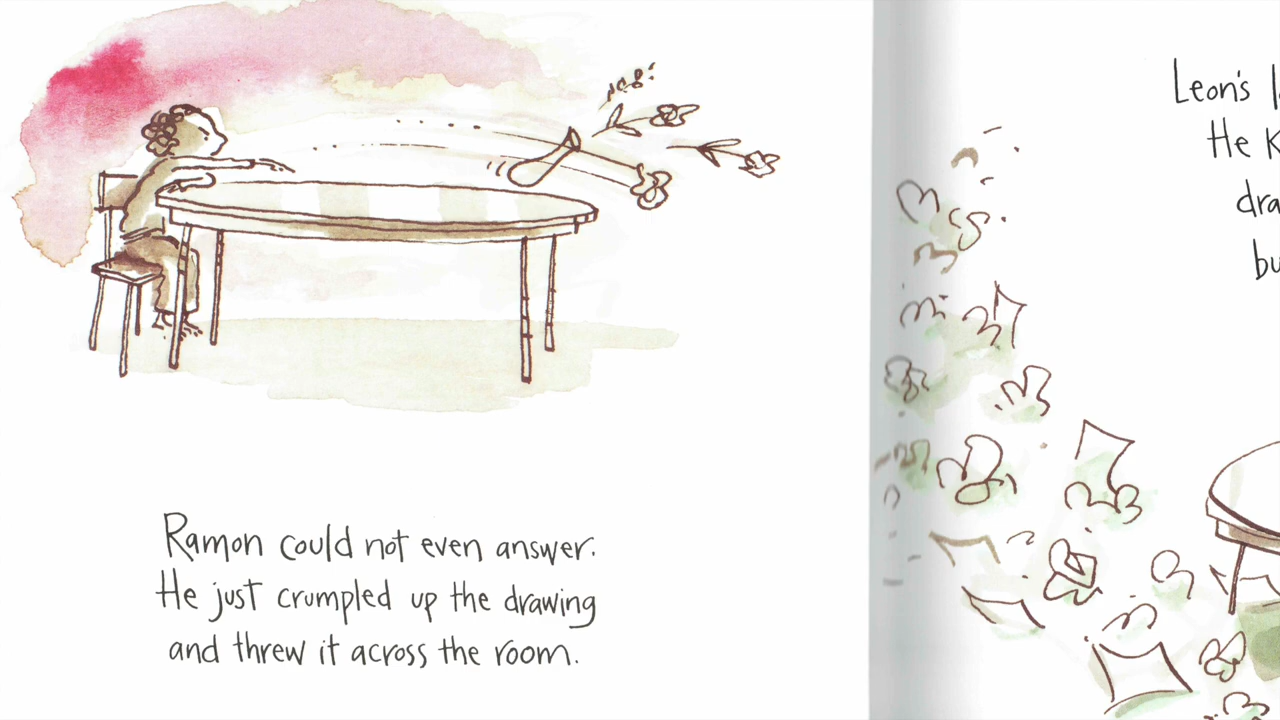 Ramon could not even answer.
He just crumpled up the drawing
and threw it across the room.
Leon's
He